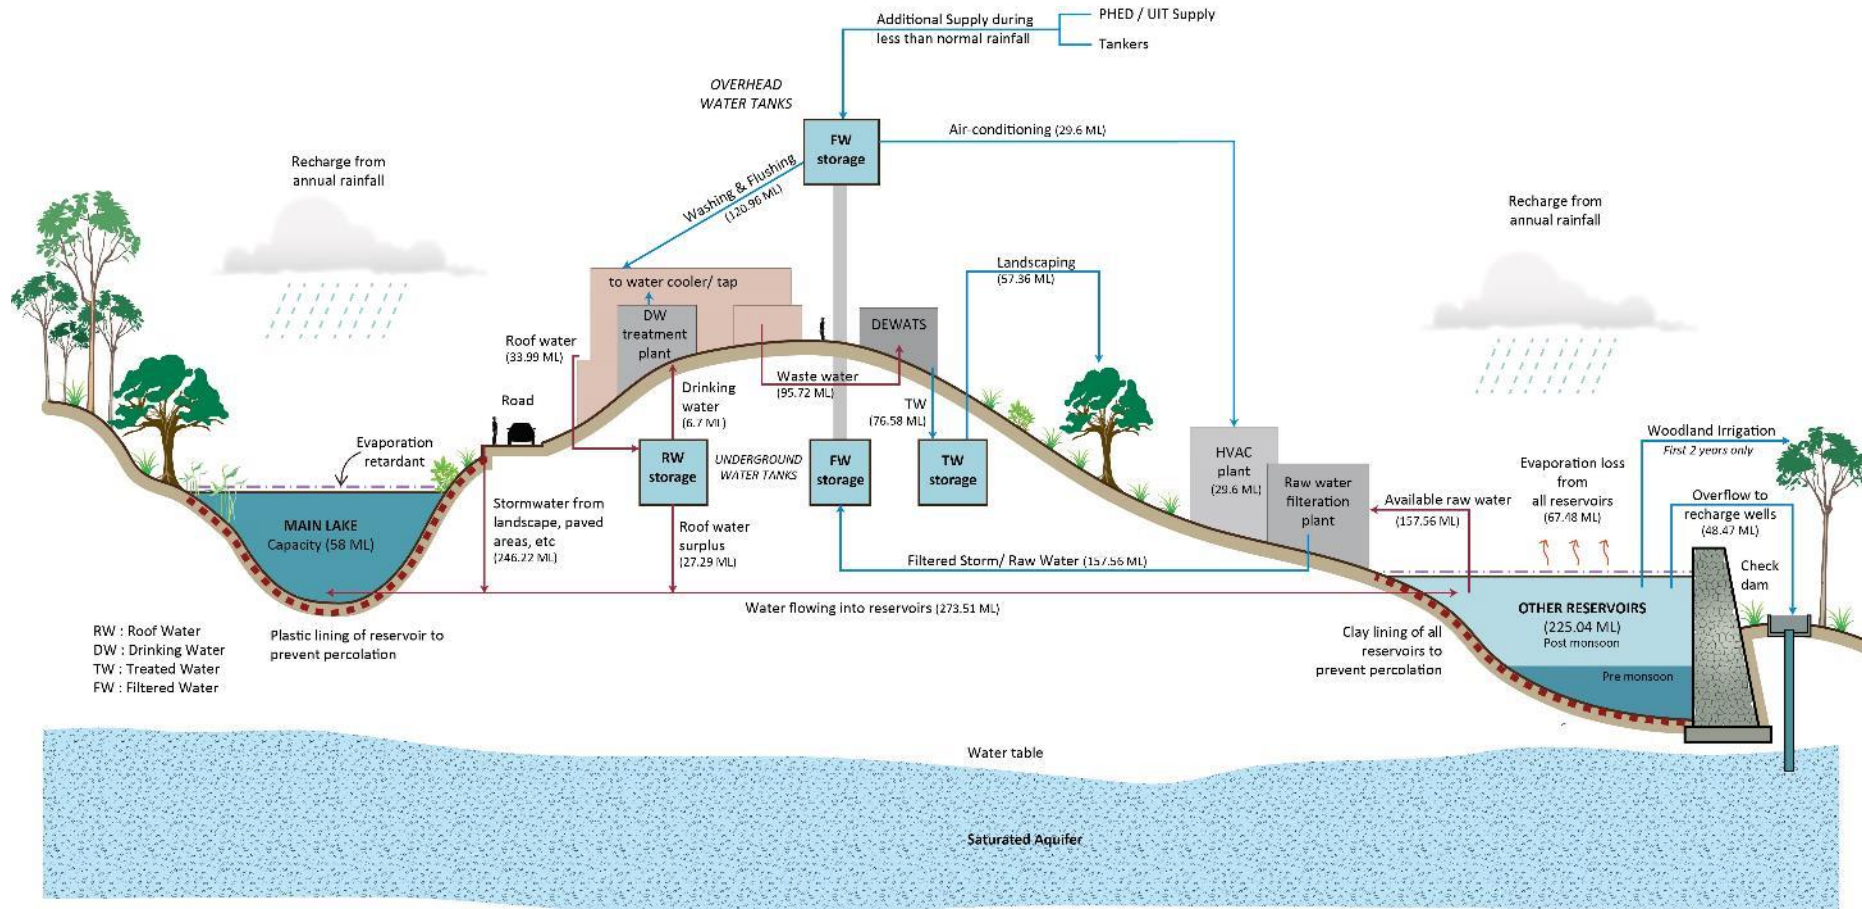 Additional Supply during
less than normal rainfall
PHED / UIT Supply
Tankers
OVERHEAD
WATER TANKS
FW
storage
Air-conditioning (29.6 ML)
Washing & Flushing
(120.96 ML)
Recharge from
annual rainfall
Recharge from
annual rainfall
to water cooler/ tap
DW
treatment
plant
Landscaping
(57.36 ML)
DEWATS
Roof water
(33.99 ML)
Waste water
(95.72 ML)
Drinking
water
(6.7 ML)
TW
(76.58 ML)
Road
Evaporation
retardant
RW
storage
UNDERGROUND
WATER TANKS
FW
storage
TW
storage
HVAC
plant
(29.6 ML)
Raw water
filteration
plant
Available raw water
(157.56 ML)
Evaporation loss
from
all reservoirs
(67.48 ML)
Woodland Irrigation
First 2 years only
Overflow to
recharge wells
(48.47 ML)
Check
dam
MAIN LAKE
Capacity (58 ML)
Stormwater from
landscape, paved
areas, etc
(246.22 ML)
Roof water
surplus
(27.29 ML)
Filtered Storm/ Raw Water (157.56 ML)
Water flowing into reservoirs (273.51 ML)
OTHER RESERVOIRS
(225.04 ML)
Post monsoon
Pre monsoon
RW : Roof Water
DW : Drinking Water
TW : Treated Water
FW : Filtered Water
Plastic lining of reservoir to
prevent percolation
Clay lining of all
reservoirs to
prevent percolation
Water table
Saturated Aquifer